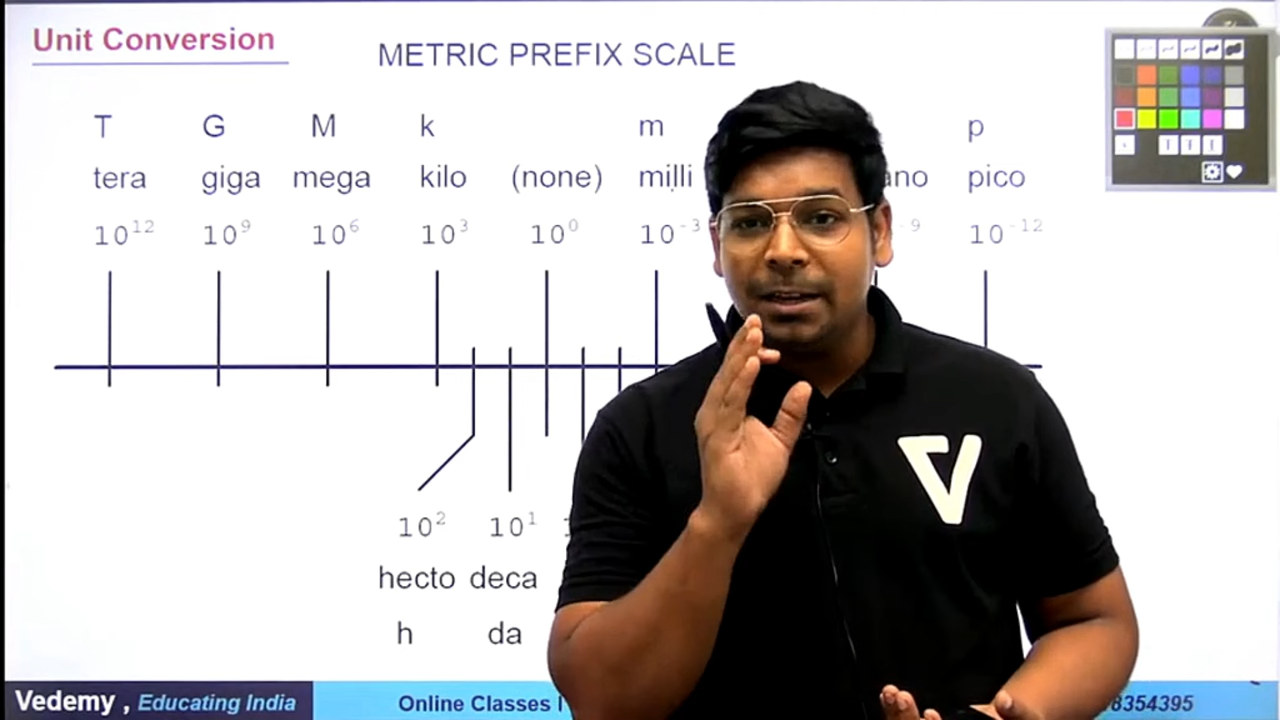 Unit Conversion
METRIC PREFIX SCALE
T G M k m p
tera giga mega kilo (none) milli pico
10¹² 10⁹ 10⁶ 10³ 10⁰ 10⁻³ 10⁻¹²
10² 10¹
hecto deca
h da
V
Vedemy , Educating India Online Classes